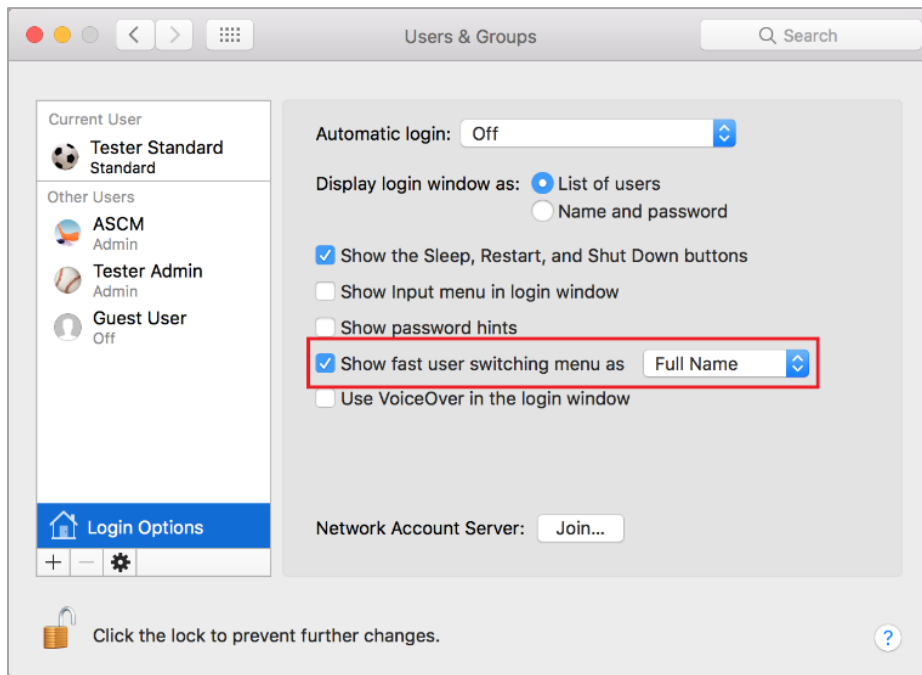 Users & Groups
Search
Current User
Tester Standard
Standard
Other Users
ASCM
Admin
Tester Admin
Admin
Guest User
Off
Login Options
Automatic login: Off
Display login window as: List of users
Name and password
Show the Sleep, Restart, and Shut Down buttons
Show Input menu in login window
Show password hints
Show fast user switching menu as Full Name
Use VoiceOver in the login window
Network Account Server: Join...
Click the lock to prevent further changes.
?